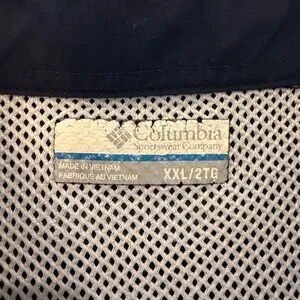 Columbia
Sportswear Company
MADE IN VIETNAM
FABRIQUÉ AU VIETNAM
XXL/2TG